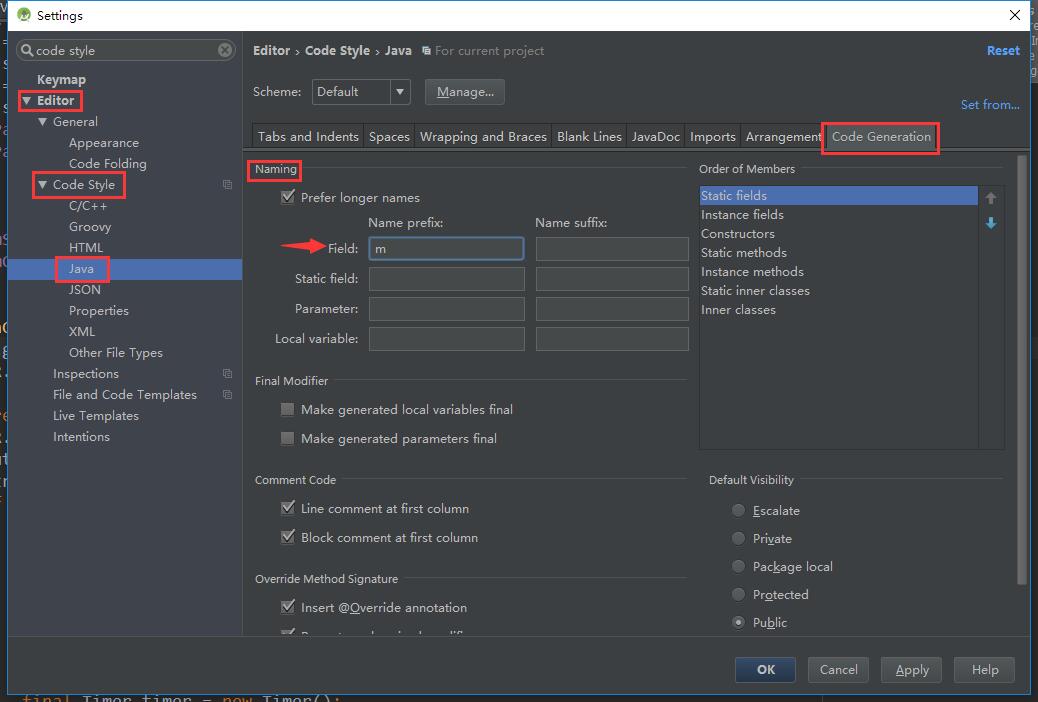 Settings
code style
Keymap
Editor
General
Appearance
Code Folding
Code Style
C/C++
Groovy
HTML
Java
JSON
Properties
XML
Other File Types
Inspections
File and Code Templates
Live Templates
Intentions
Editor › Code Style › Java For current project
Reset
Scheme: Default Manage...
Set from...
Tabs and Indents Spaces Wrapping and Braces Blank Lines JavaDoc Imports Arrangement Code Generation
Naming
Prefer longer names
Name prefix: Name suffix:
Field: m
Static field:
Parameter:
Local variable:
Final Modifier
Make generated local variables final
Make generated parameters final
Comment Code
Line comment at first column
Block comment at first column
Override Method Signature
Insert @Override annotation
Order of Members
Static fields
Instance fields
Constructors
Static methods
Instance methods
Static inner classes
Inner classes
Default Visibility
Escalate
Private
Package local
Protected
Public
OK Cancel Apply Help
final Timer timer = new Timer();